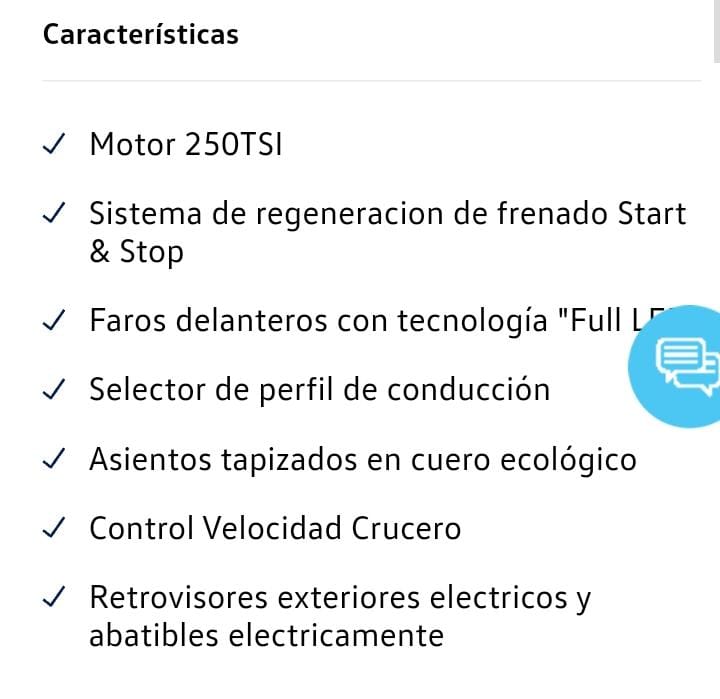 Características
Motor 250TSI
Sistema de regeneracion de frenado Start
& Stop
Faros delanteros con tecnología "Full
Selector de perfil de conducción
Asientos tapizados en cuero ecológico
Control Velocidad Crucero
Retrovisores exteriores electricos y
abatibles electricamente